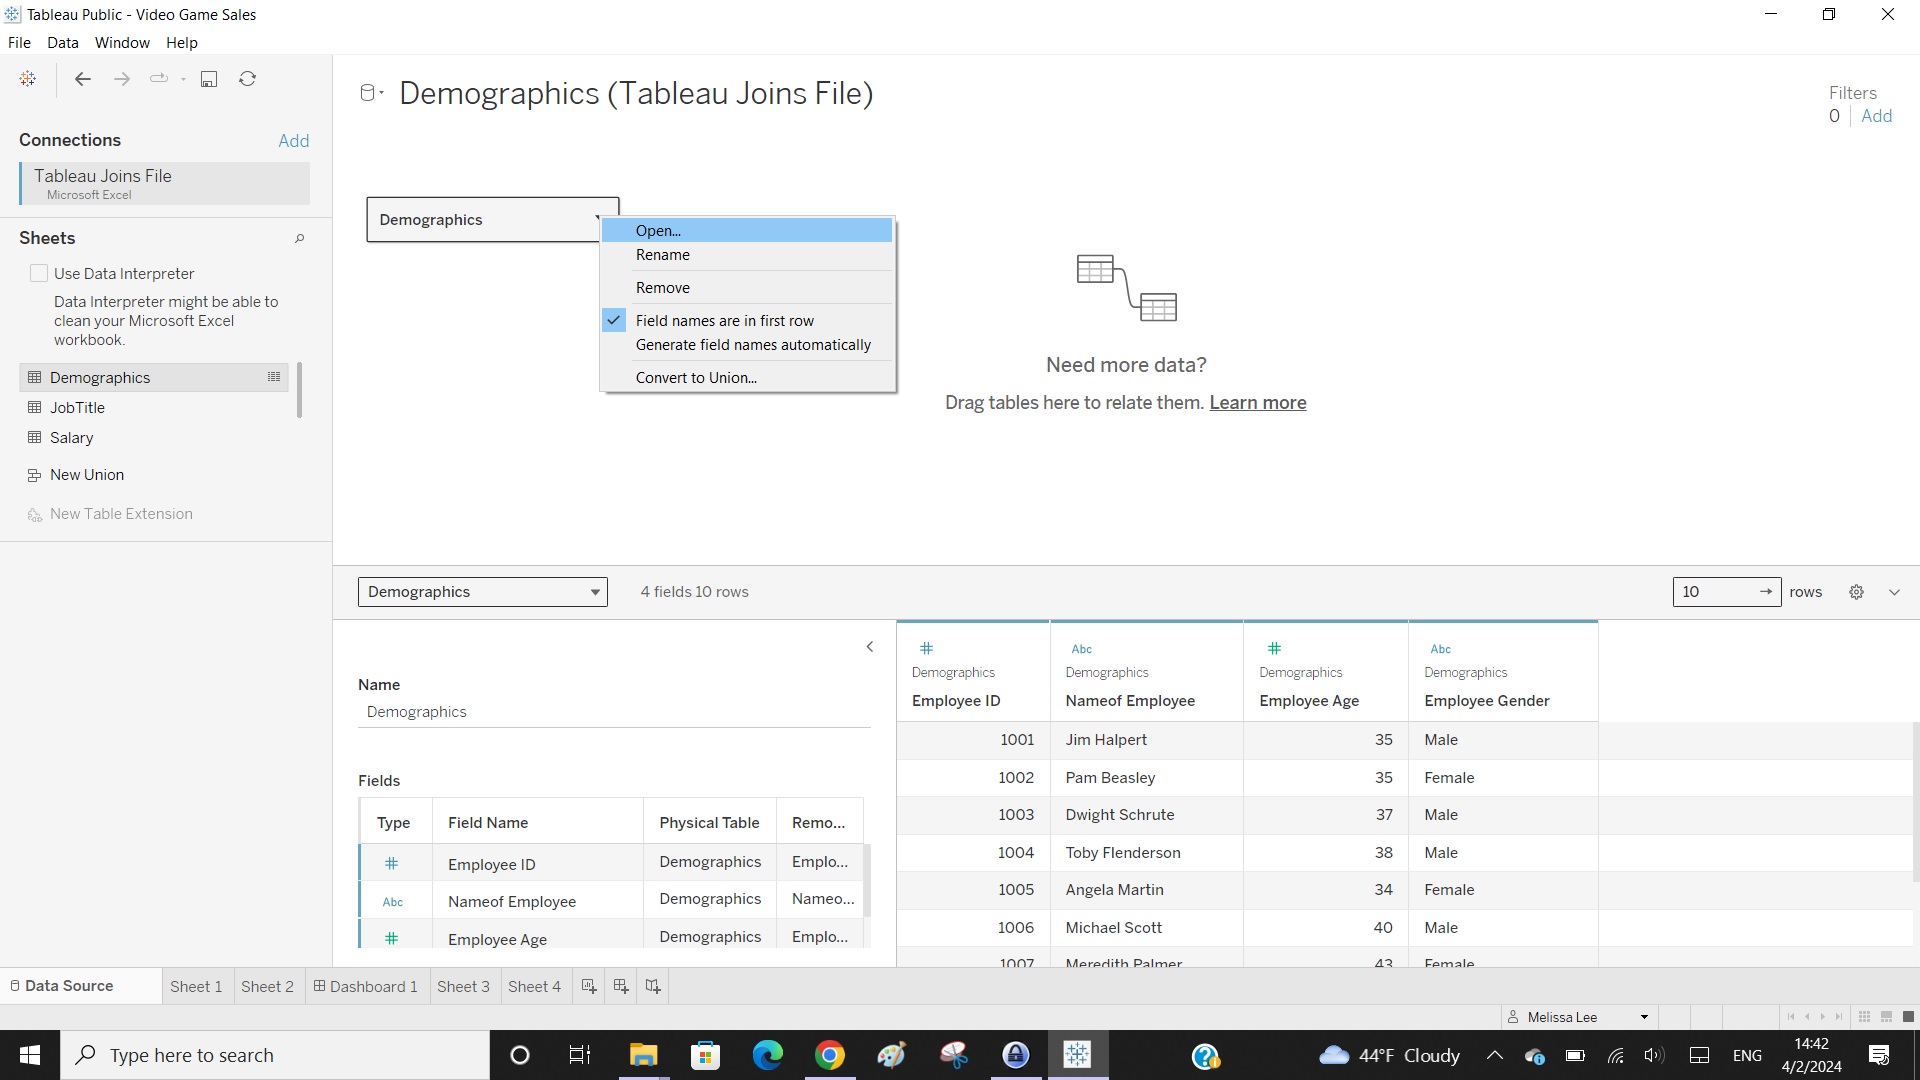 Tableau Public - Video Game Sales
File Data Window Help
Connections Add
Tableau Joins File
Microsoft Excel
Sheets
Use Data Interpreter
Data Interpreter might be able to
clean your Microsoft Excel
workbook.
Demographics
JobTitle
Salary
New Union
New Table Extension
Demographics (Tableau Joins File)
Filters
0 Add
Demographics
Open...
Rename
Remove
Field names are in first row
Generate field names automatically
Convert to Union...
Need more data?
Drag tables here to relate them. Learn more
Demographics 4 fields 10 rows 10 rows
Name
Demographics
Fields
Type Field Name Physical Table Remo...
# Employee ID Demographics Emplo...
Abc Nameof Employee Demographics Nameo...
# Employee Age Demographics Emplo...
# Abc # Abc
Demographics Demographics Demographics Demographics
Employee ID Nameof Employee Employee Age Employee Gender
1001 Jim Halpert 35 Male
1002 Pam Beasley 35 Female
1003 Dwight Schrute 37 Male
1004 Toby Flenderson 38 Male
1005 Angela Martin 34 Female
1006 Michael Scott 40 Male
1007 Meredith Palmer 43 Female
Data Source Sheet 1 Sheet 2 Dashboard 1 Sheet 3 Sheet 4
Melissa Lee
Type here to search
44°F Cloudy
ENG
14:42
4/2/2024